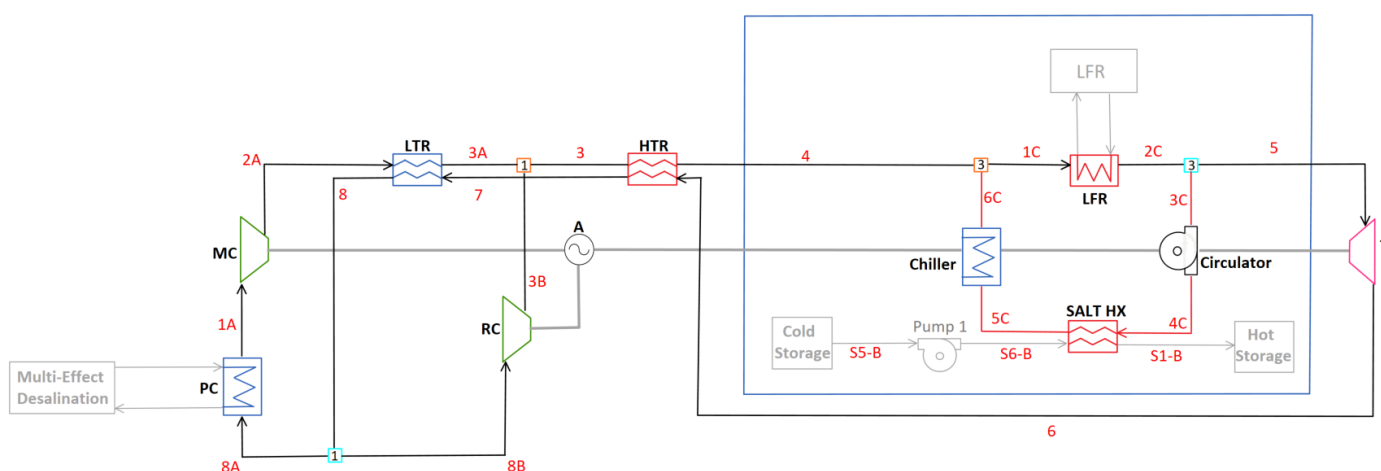 LFR
LTR
HTR
2A
3A
1
3
4
3
1C
2C
3
5
LFR
8
7
6C
3C
A
MC
Chiller
Circulator
3B
RC
1A
5C
SALT HX
4C
Cold
Storage
Pump 1
Hot
Storage
S5-B
S6-B
S1-B
Multi-Effect
Desalination
PC
6
8A
1
8B